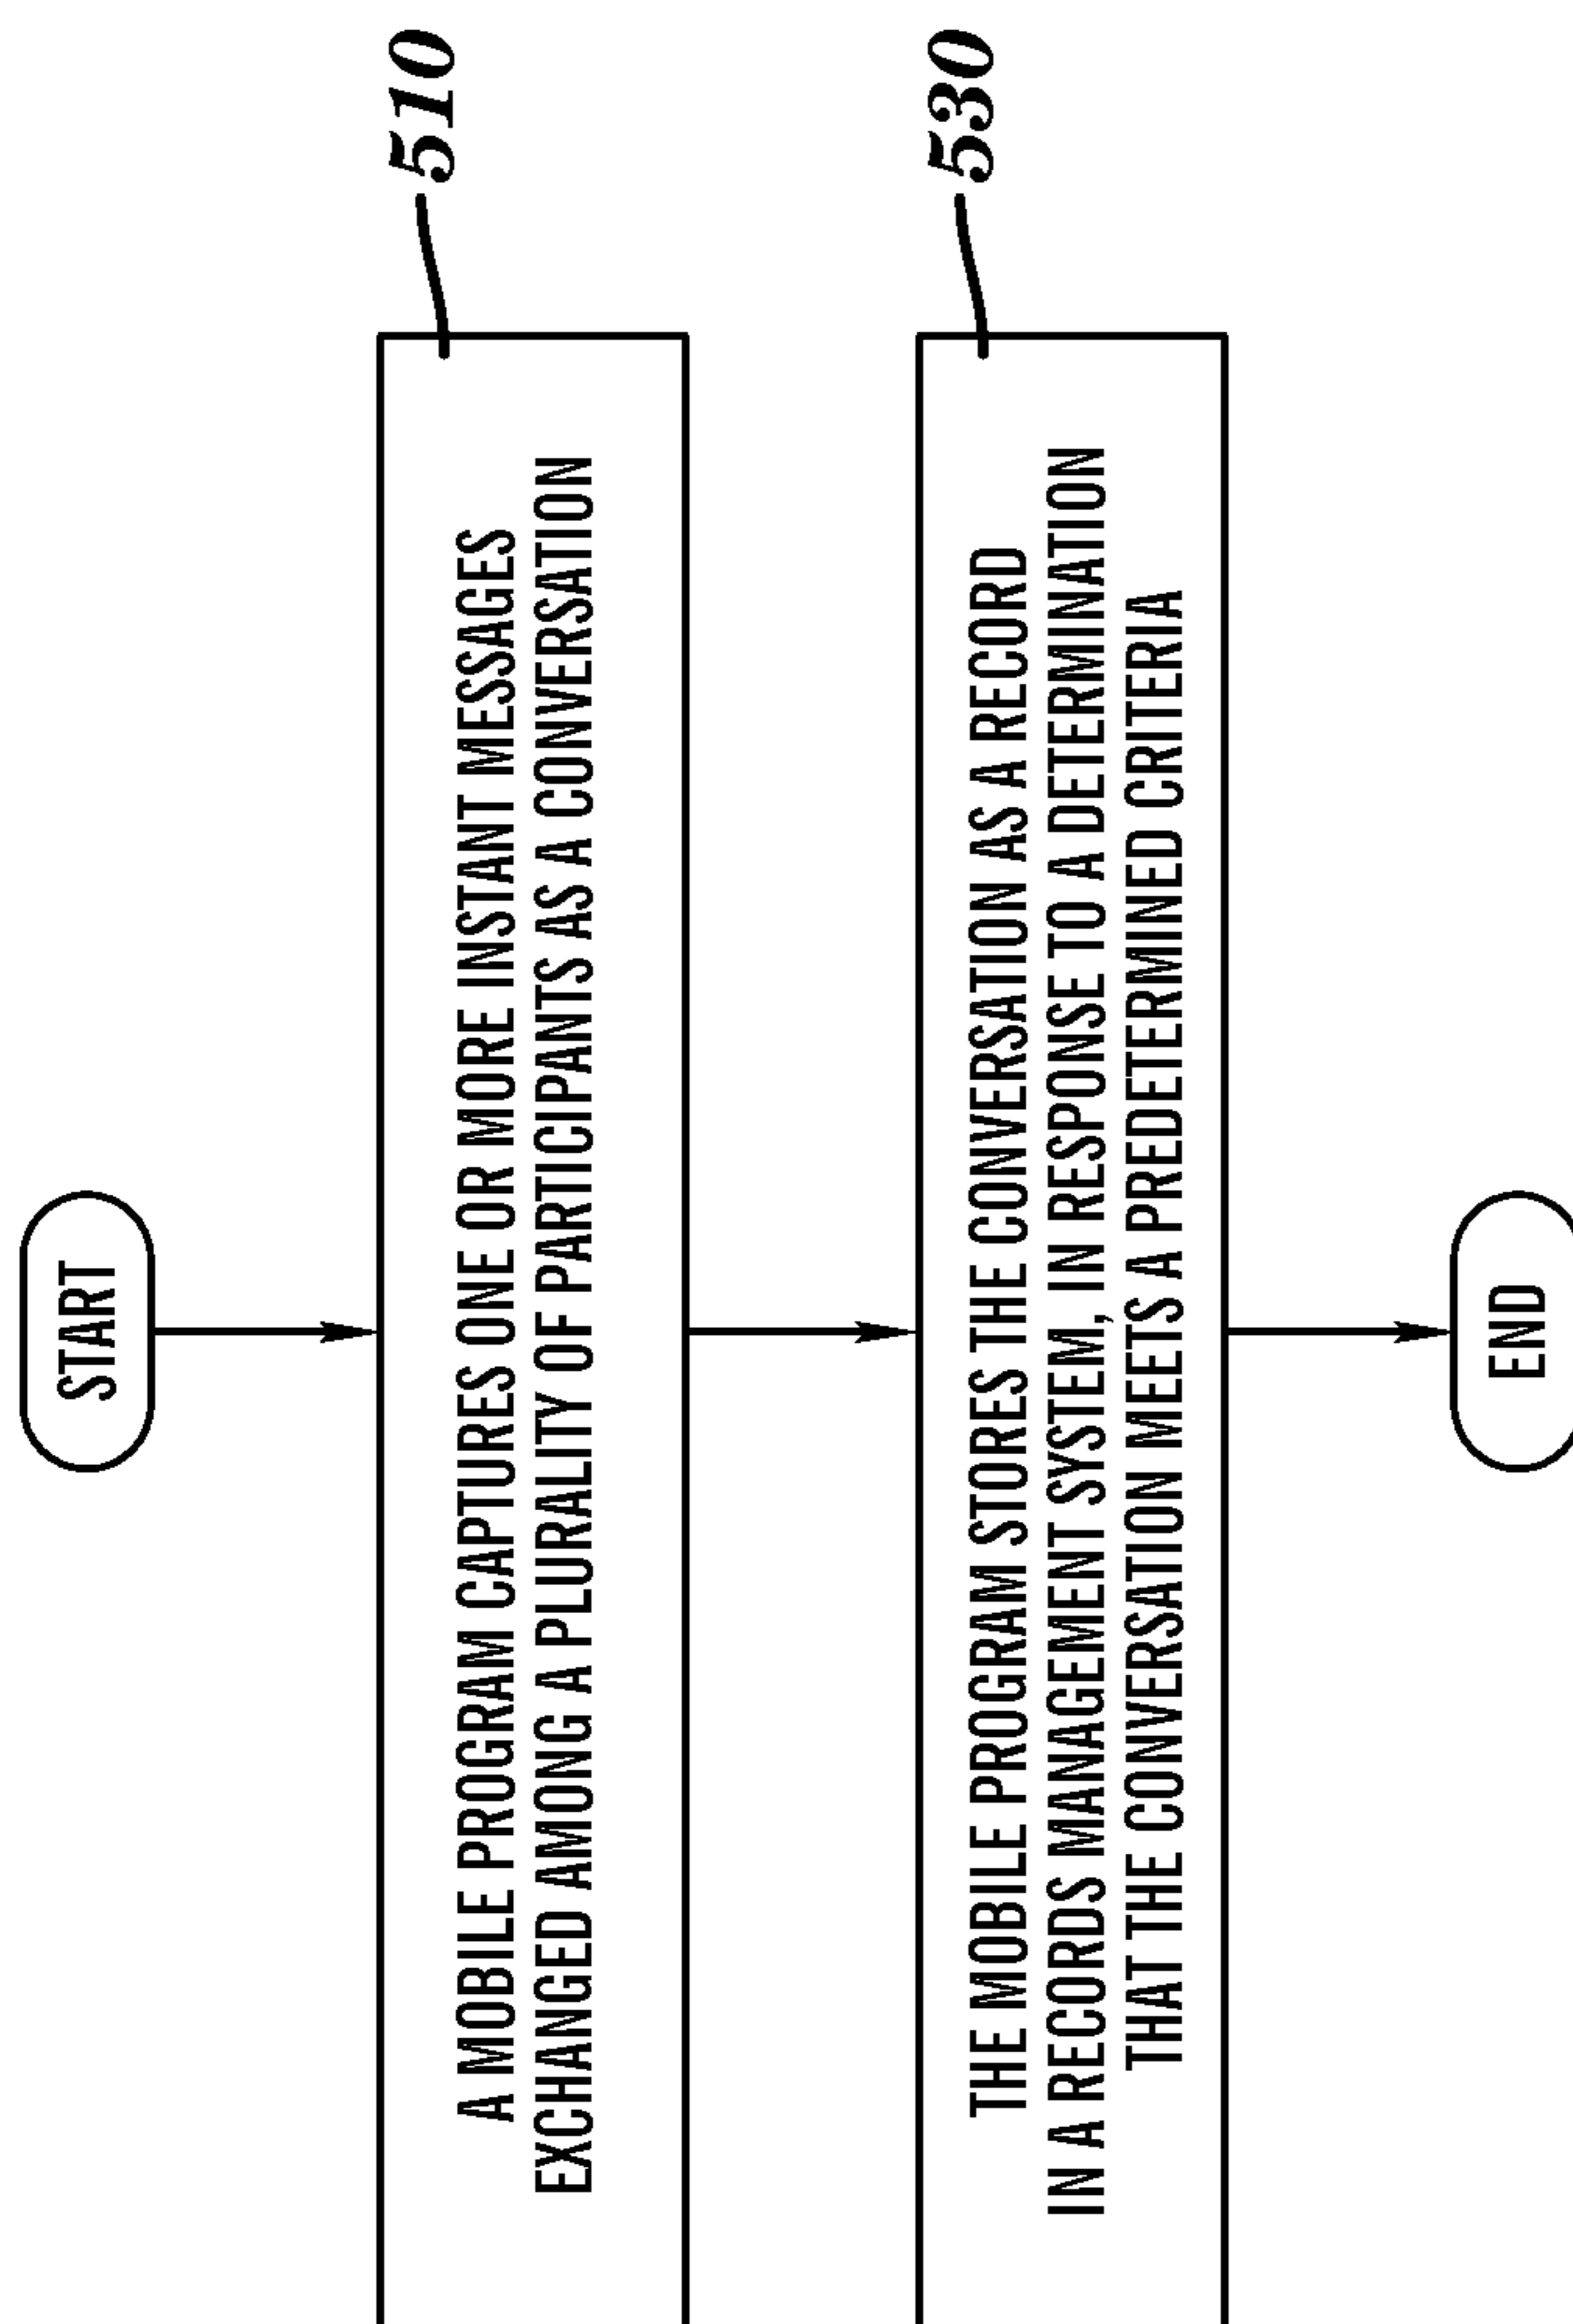 START
A MOBILE PROGRAM CAPTURES ONE OR MORE INSTANT MESSAGES
EXCHANGED AMONG A PLURALITY OF PARTICIPANTS AS A CONVERSATION
510
THE MOBILE PROGRAM STORES THE CONVERSATION AS A RECORD
IN A RECORDS MANAGEMENT SYSTEM, IN RESPONSE TO A DETERMINATION
THAT THE CONVERSATION MEETS A PREDETERMINED CRITERIA
530
END